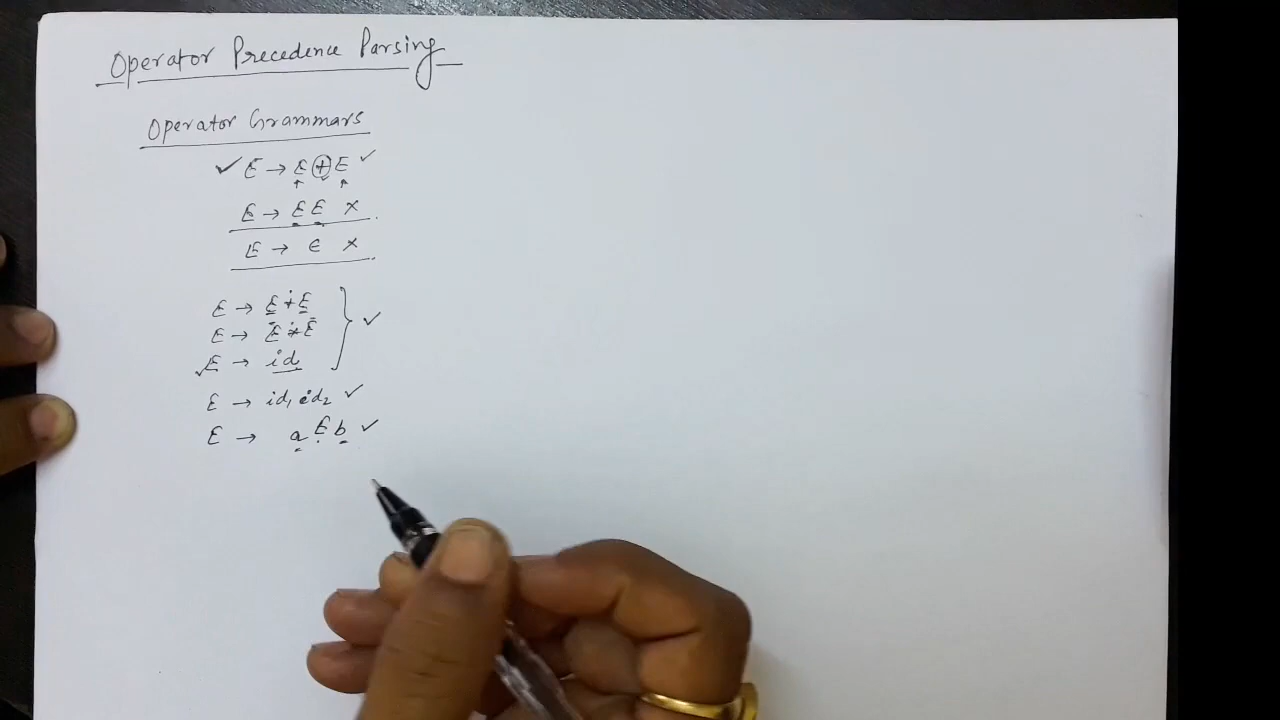 Operator Precedence Parsing
Operator Grammars
✓ E → E + E ✓
E → E E ×
E → ϵ ×
E → E + E
E → E * E } ✓
✓ E → id
E → id₁ id₂ ✓
E → a E b ✓